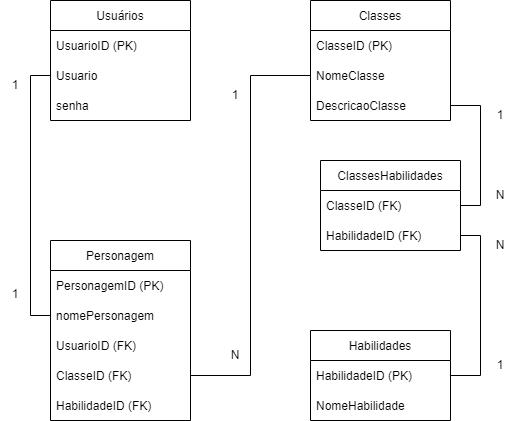 Usuários
UsuarioID (PK)
Usuario
senha
1
1
Personagem
PersonagemID (PK)
nomePersonagem
UsuarioID (FK)
ClasseID (FK)
HabilidadeID (FK)
1
N
Classes
ClasseID (PK)
NomeClasse
DescricaoClasse
1
N
ClassesHabilidades
ClasseID (FK)
HabilidadeID (FK)
N
1
Habilidades
HabilidadeID (PK)
NomeHabilidade